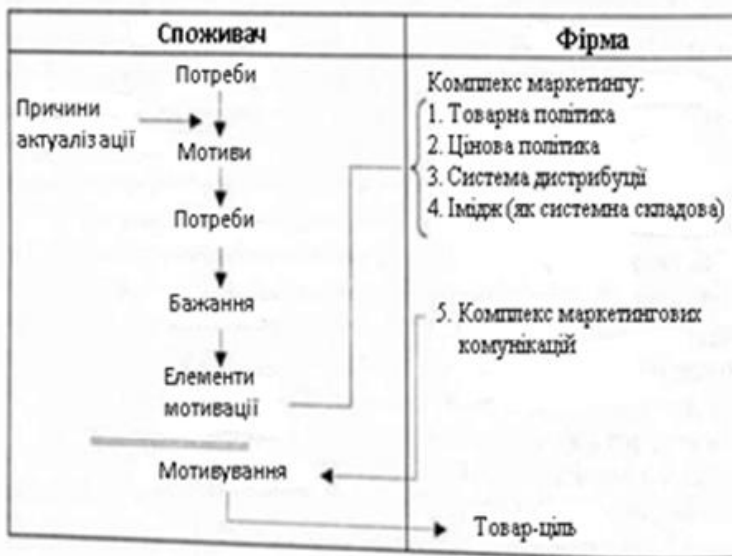 Споживач
Фірма
Потреби
Причини
актуалізації
Мотиви
Потреби
Бажання
Елементи
мотивації
Мотивування
Комплекс маркетингу:
1. Товарна політика
2. Цінова політика
3. Система дистрибуції
4. Імідж (як системна складова)
5. Комплекс маркетингових
комунікацій
Товар-ціль